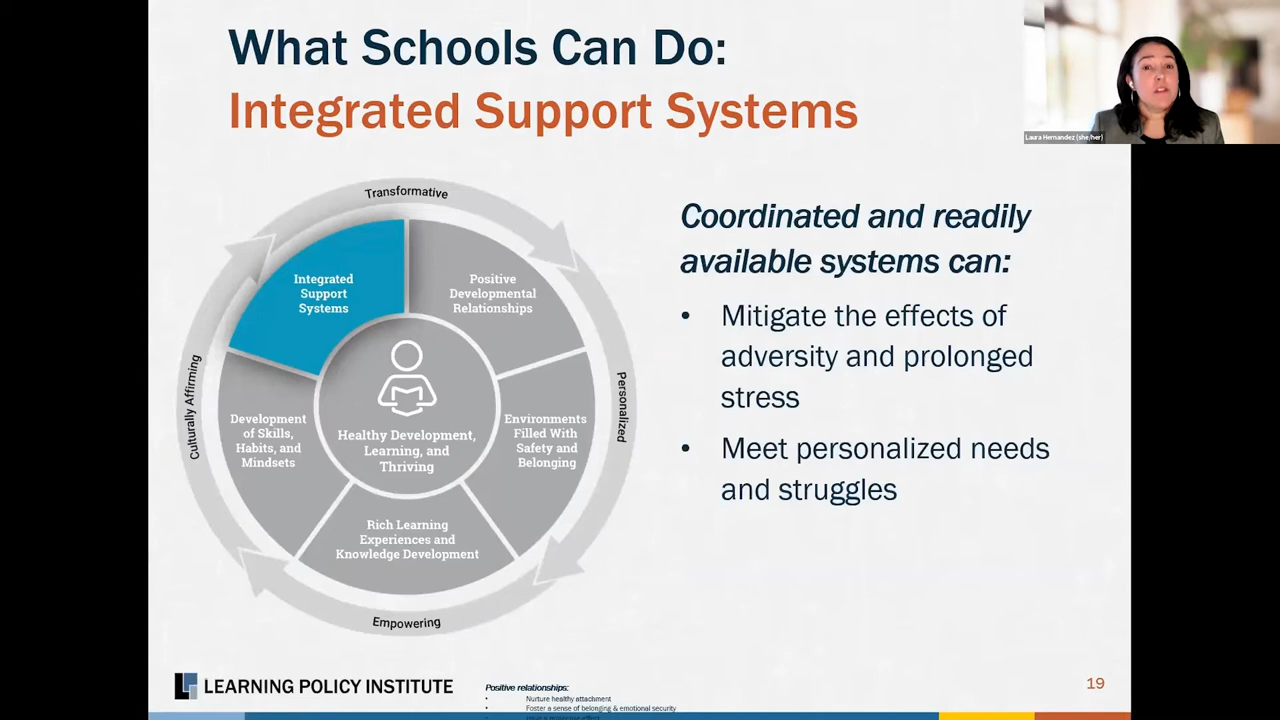 What Schools Can Do:
Integrated Support Systems
Laura Hernandez (she/her)
Transformative
Integrated
Support
Systems
Positive
Developmental
Relationships
Culturally Affirming
Personalized
Development
of Skills,
Habits, and
Mindsets
Healthy Development,
Learning, and
Thriving
Environments
Filled With
Safety and
Belonging
Rich Learning
Experiences and
Knowledge Development
Empowering
Coordinated and readily
available systems can:
• Mitigate the effects of
adversity and prolonged
stress
• Meet personalized needs
and struggles
LEARNING POLICY INSTITUTE
Positive relationships:
• Nurture healthy attachment
• Foster a sense of belonging & emotional security
19